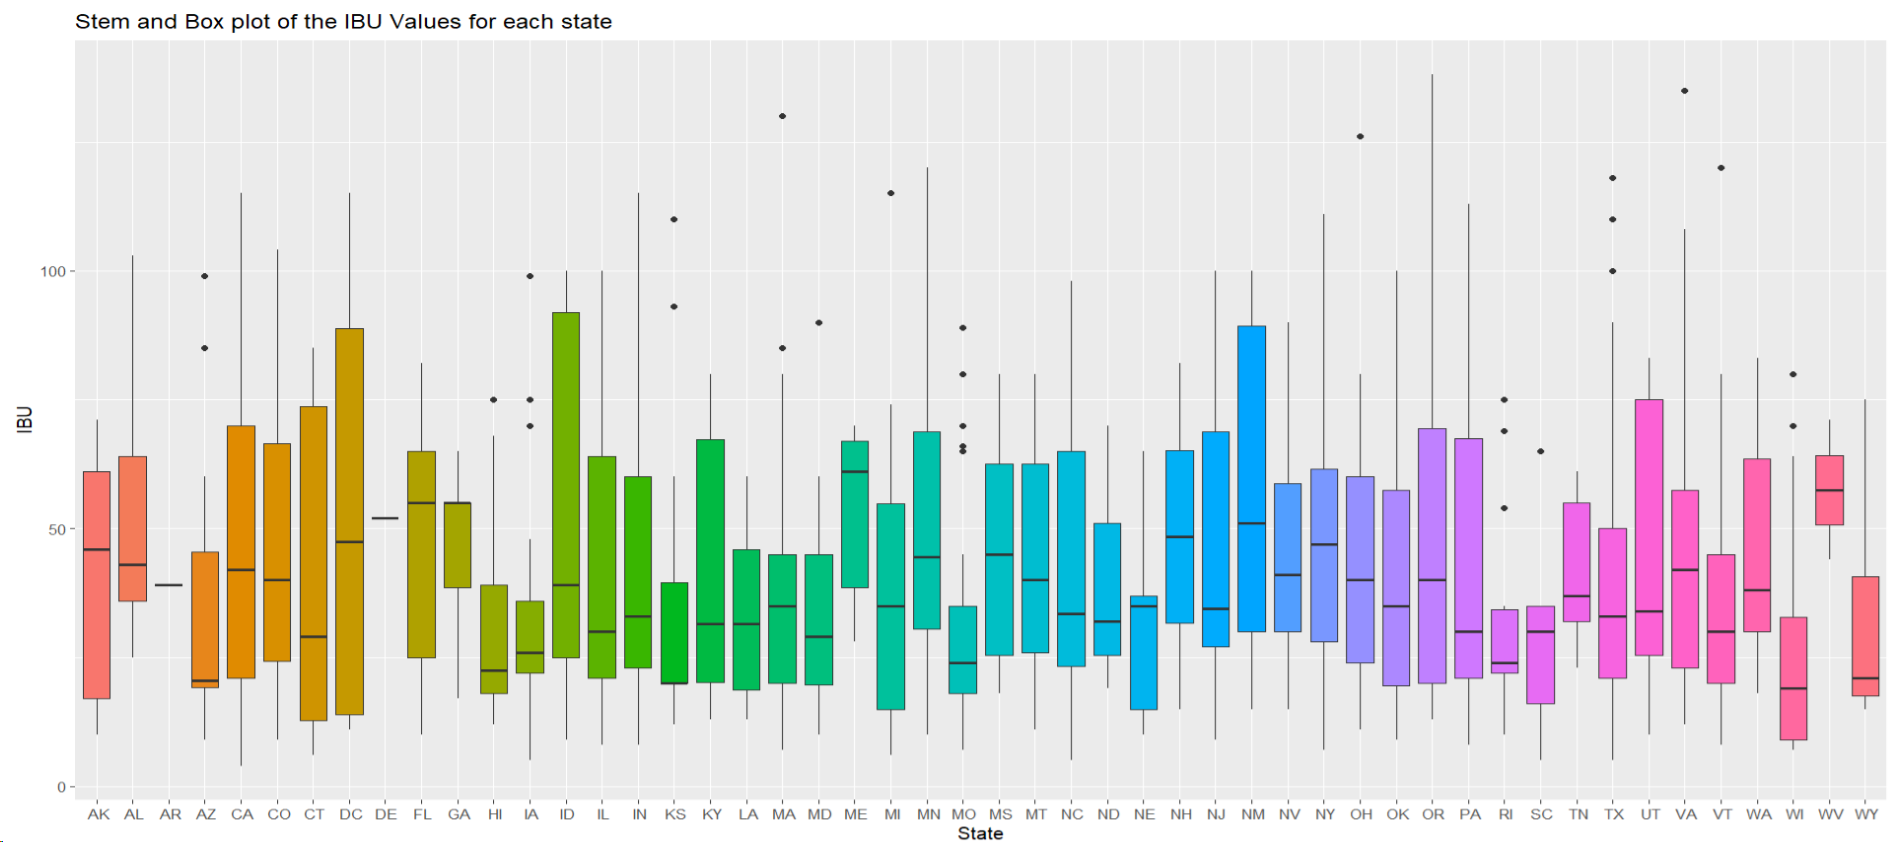 Stem and Box plot of the IBU Values for each state
100
50
0
IBU
AK AL AR AZ CA CO CT DC DE FL GA HI IA ID IL IN KS KY LA MA MD ME MI MN MO MS MT NC ND NE NH NJ NM NV NY OH OK OR PA RI SC TN TX UT VA VT WA WI WV WY
State